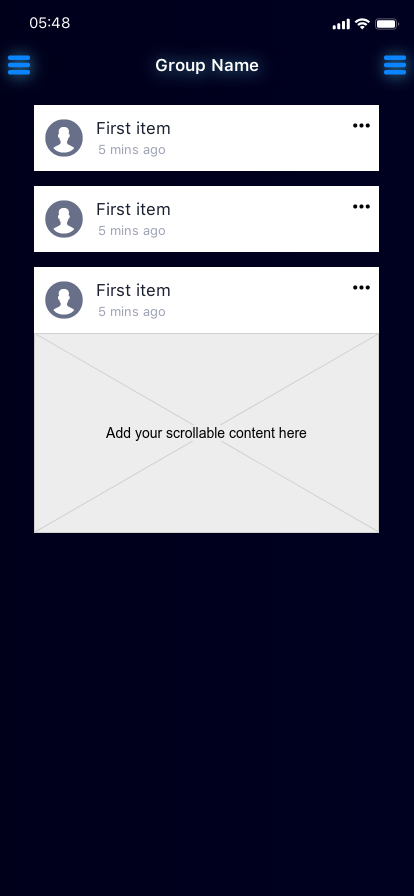 05:48
Group Name
First item
5 mins ago
First item
5 mins ago
First item
5 mins ago
Add your scrollable content here